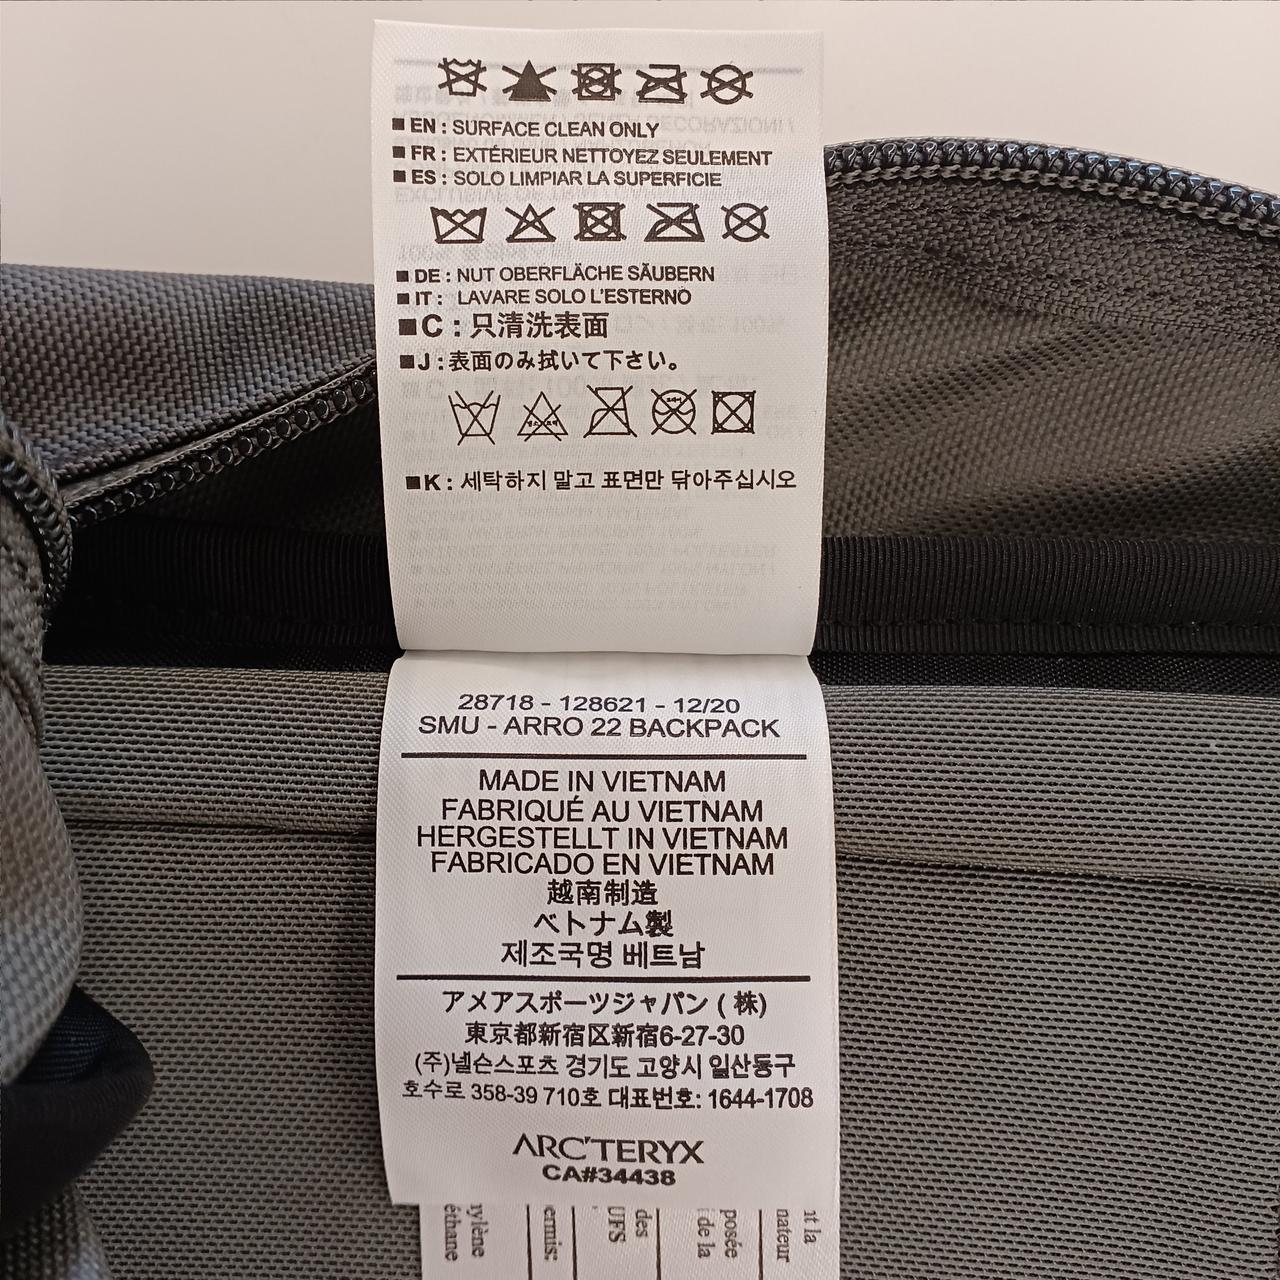 ■ EN : SURFACE CLEAN ONLY
■ FR : EXTÉRIEUR NETTOYEZ SEULEMENT
■ ES : SOLO LIMPIAR LA SUPERFICIE
■ DE : NUT OBERFLÄCHE SÄUBERN
■ IT : LAVARE SOLO L'ESTERNO
■ C : 只清洗表面
■ J : 表面のみ拭いて下さい。
■ K : 세탁하지 말고 표면만 닦아주십시오
28718 - 128621 - 12/20
SMU - ARRO 22 BACKPACK
MADE IN VIETNAM
FABRIQUÉ AU VIETNAM
HERGESTELLT IN VIETNAM
FABRICADO EN VIETNAM
越南制造
ベトナム製
제조국명 베트남
アメアスポーツジャパン ( 株)
東京都新宿区新宿6-27-30
(주)넬슨스포츠 경기도 고양시 일산동구
호수로 358-39 710호 대표번호: 1644-1708
ARC'TERYX
CA#34438
des
de la
posée